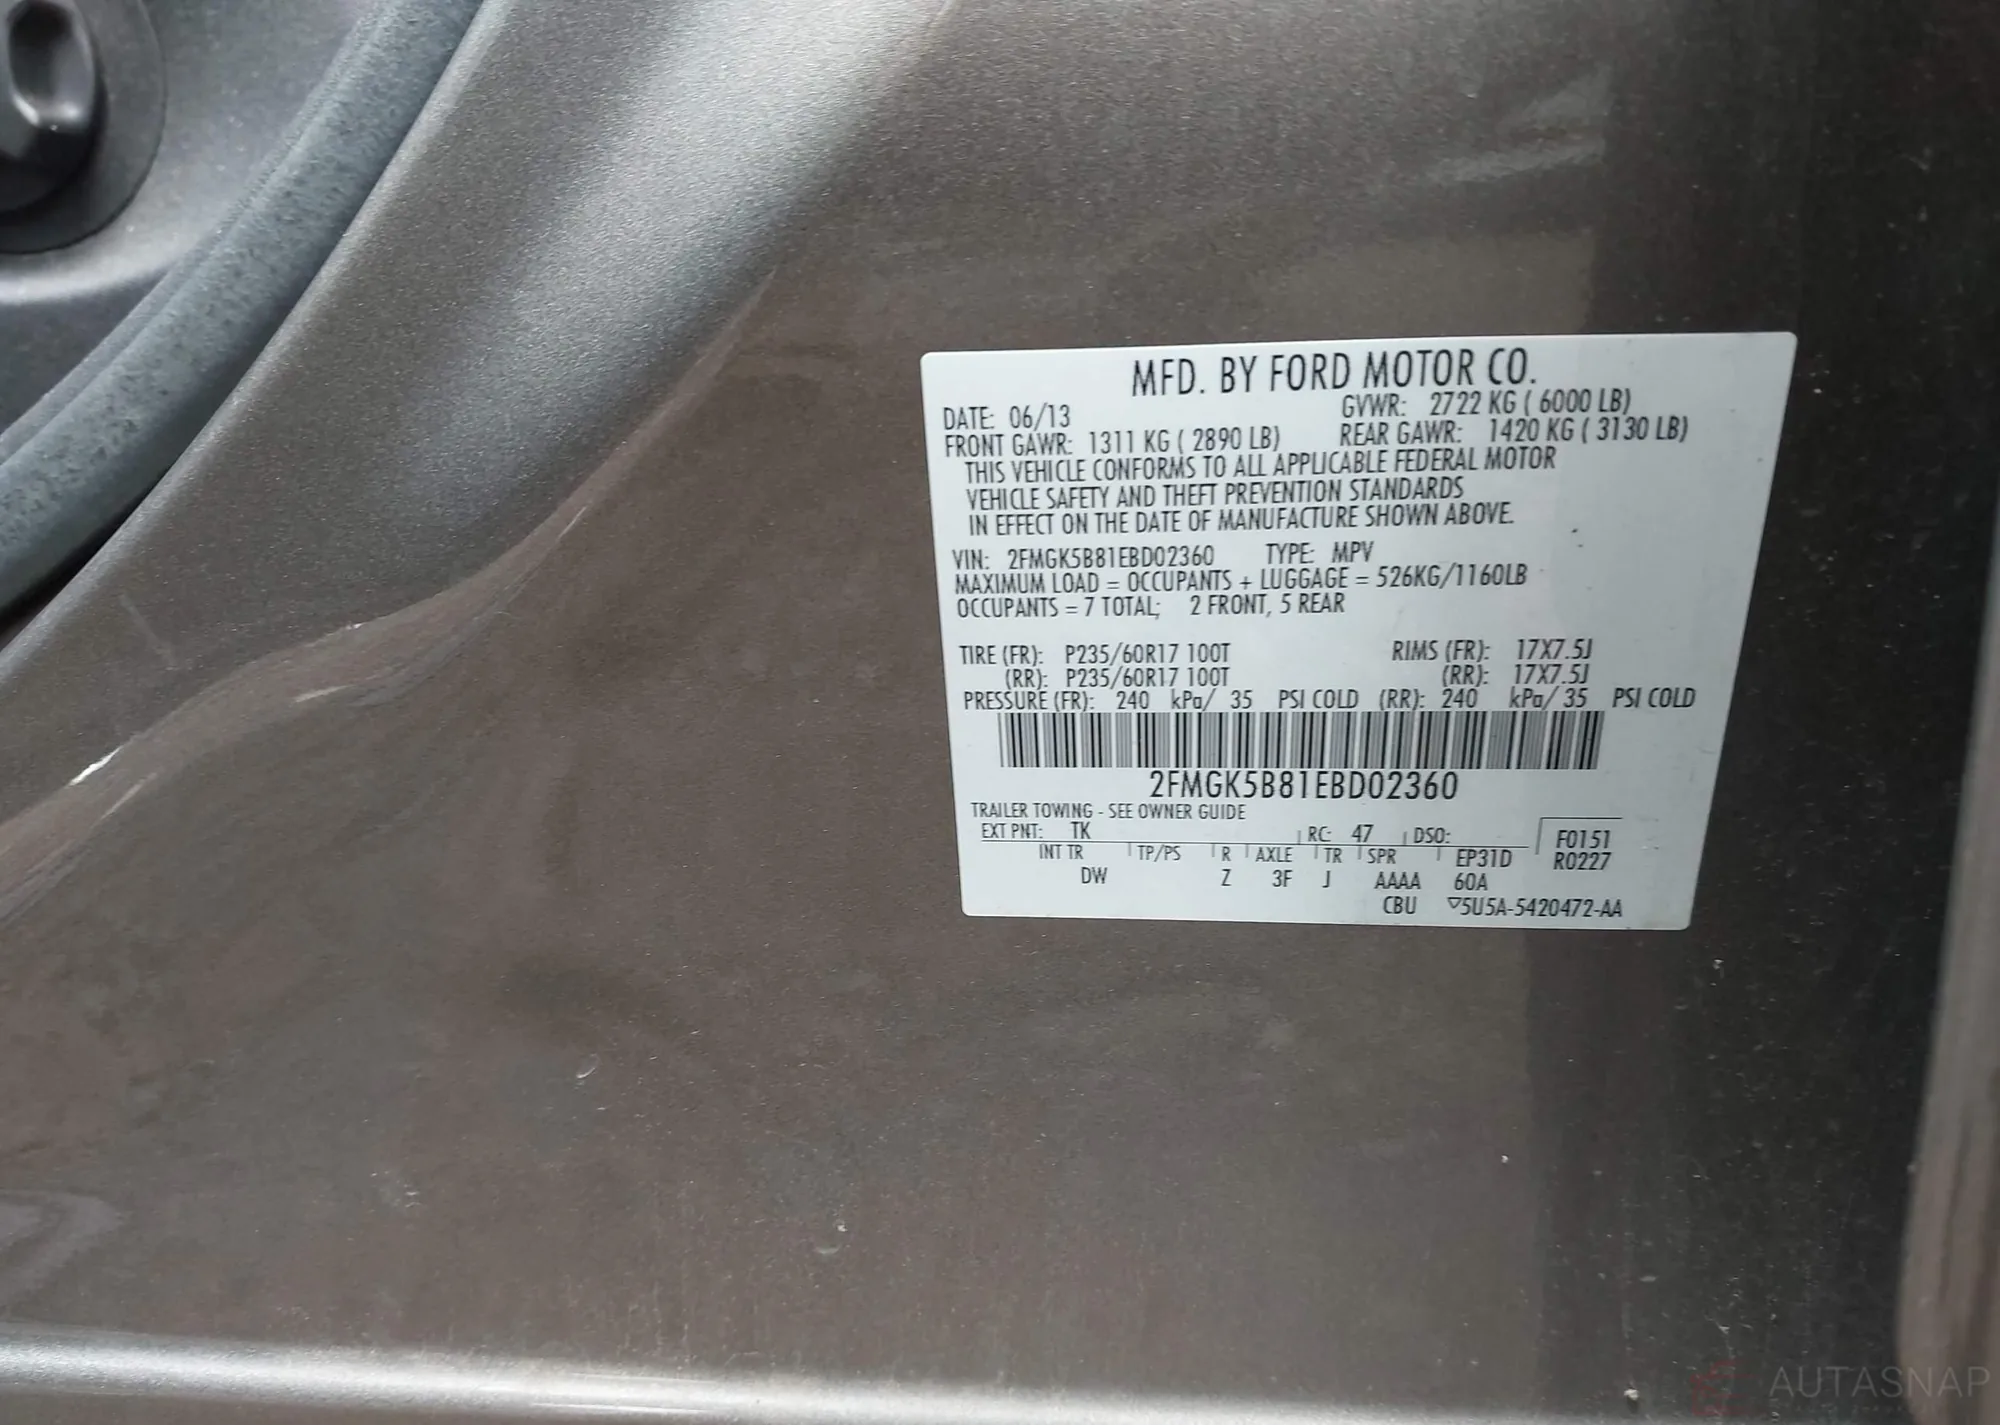 MFD. BY FORD MOTOR CO.
DATE: 06/13 GVWR: 2722 KG ( 6000 LB)
FRONT GAWR: 1311 KG ( 2890 LB) REAR GAWR: 1420 KG ( 3130 LB)
THIS VEHICLE CONFORMS TO ALL APPLICABLE FEDERAL MOTOR
VEHICLE SAFETY AND THEFT PREVENTION STANDARDS
IN EFFECT ON THE DATE OF MANUFACTURE SHOWN ABOVE.
VIN: 2FMGK5B81EBD02360 TYPE: MPV
MAXIMUM LOAD = OCCUPANTS + LUGGAGE = 526KG/1160LB
OCCUPANTS = 7 TOTAL; 2 FRONT, 5 REAR
TIRE (FR): P235/60R17 100T RIMS (FR): 17X7.5J
(RR): P235/60R17 100T (RR): 17X7.5J
PRESSURE (FR): 240 kPa/ 35 PSI COLD (RR): 240 kPa/ 35 PSI COLD
2FMGK5B81EBD02360
TRAILER TOWING - SEE OWNER GUIDE
EXT PNT: TK RC: 47 DSO: F0151
INT TR TP/PS R AXLE TR SPR EP31D R0227
DW Z 3F J AAAA 60A
CBU ▽5U5A-5420472-AA
AUTASNAP